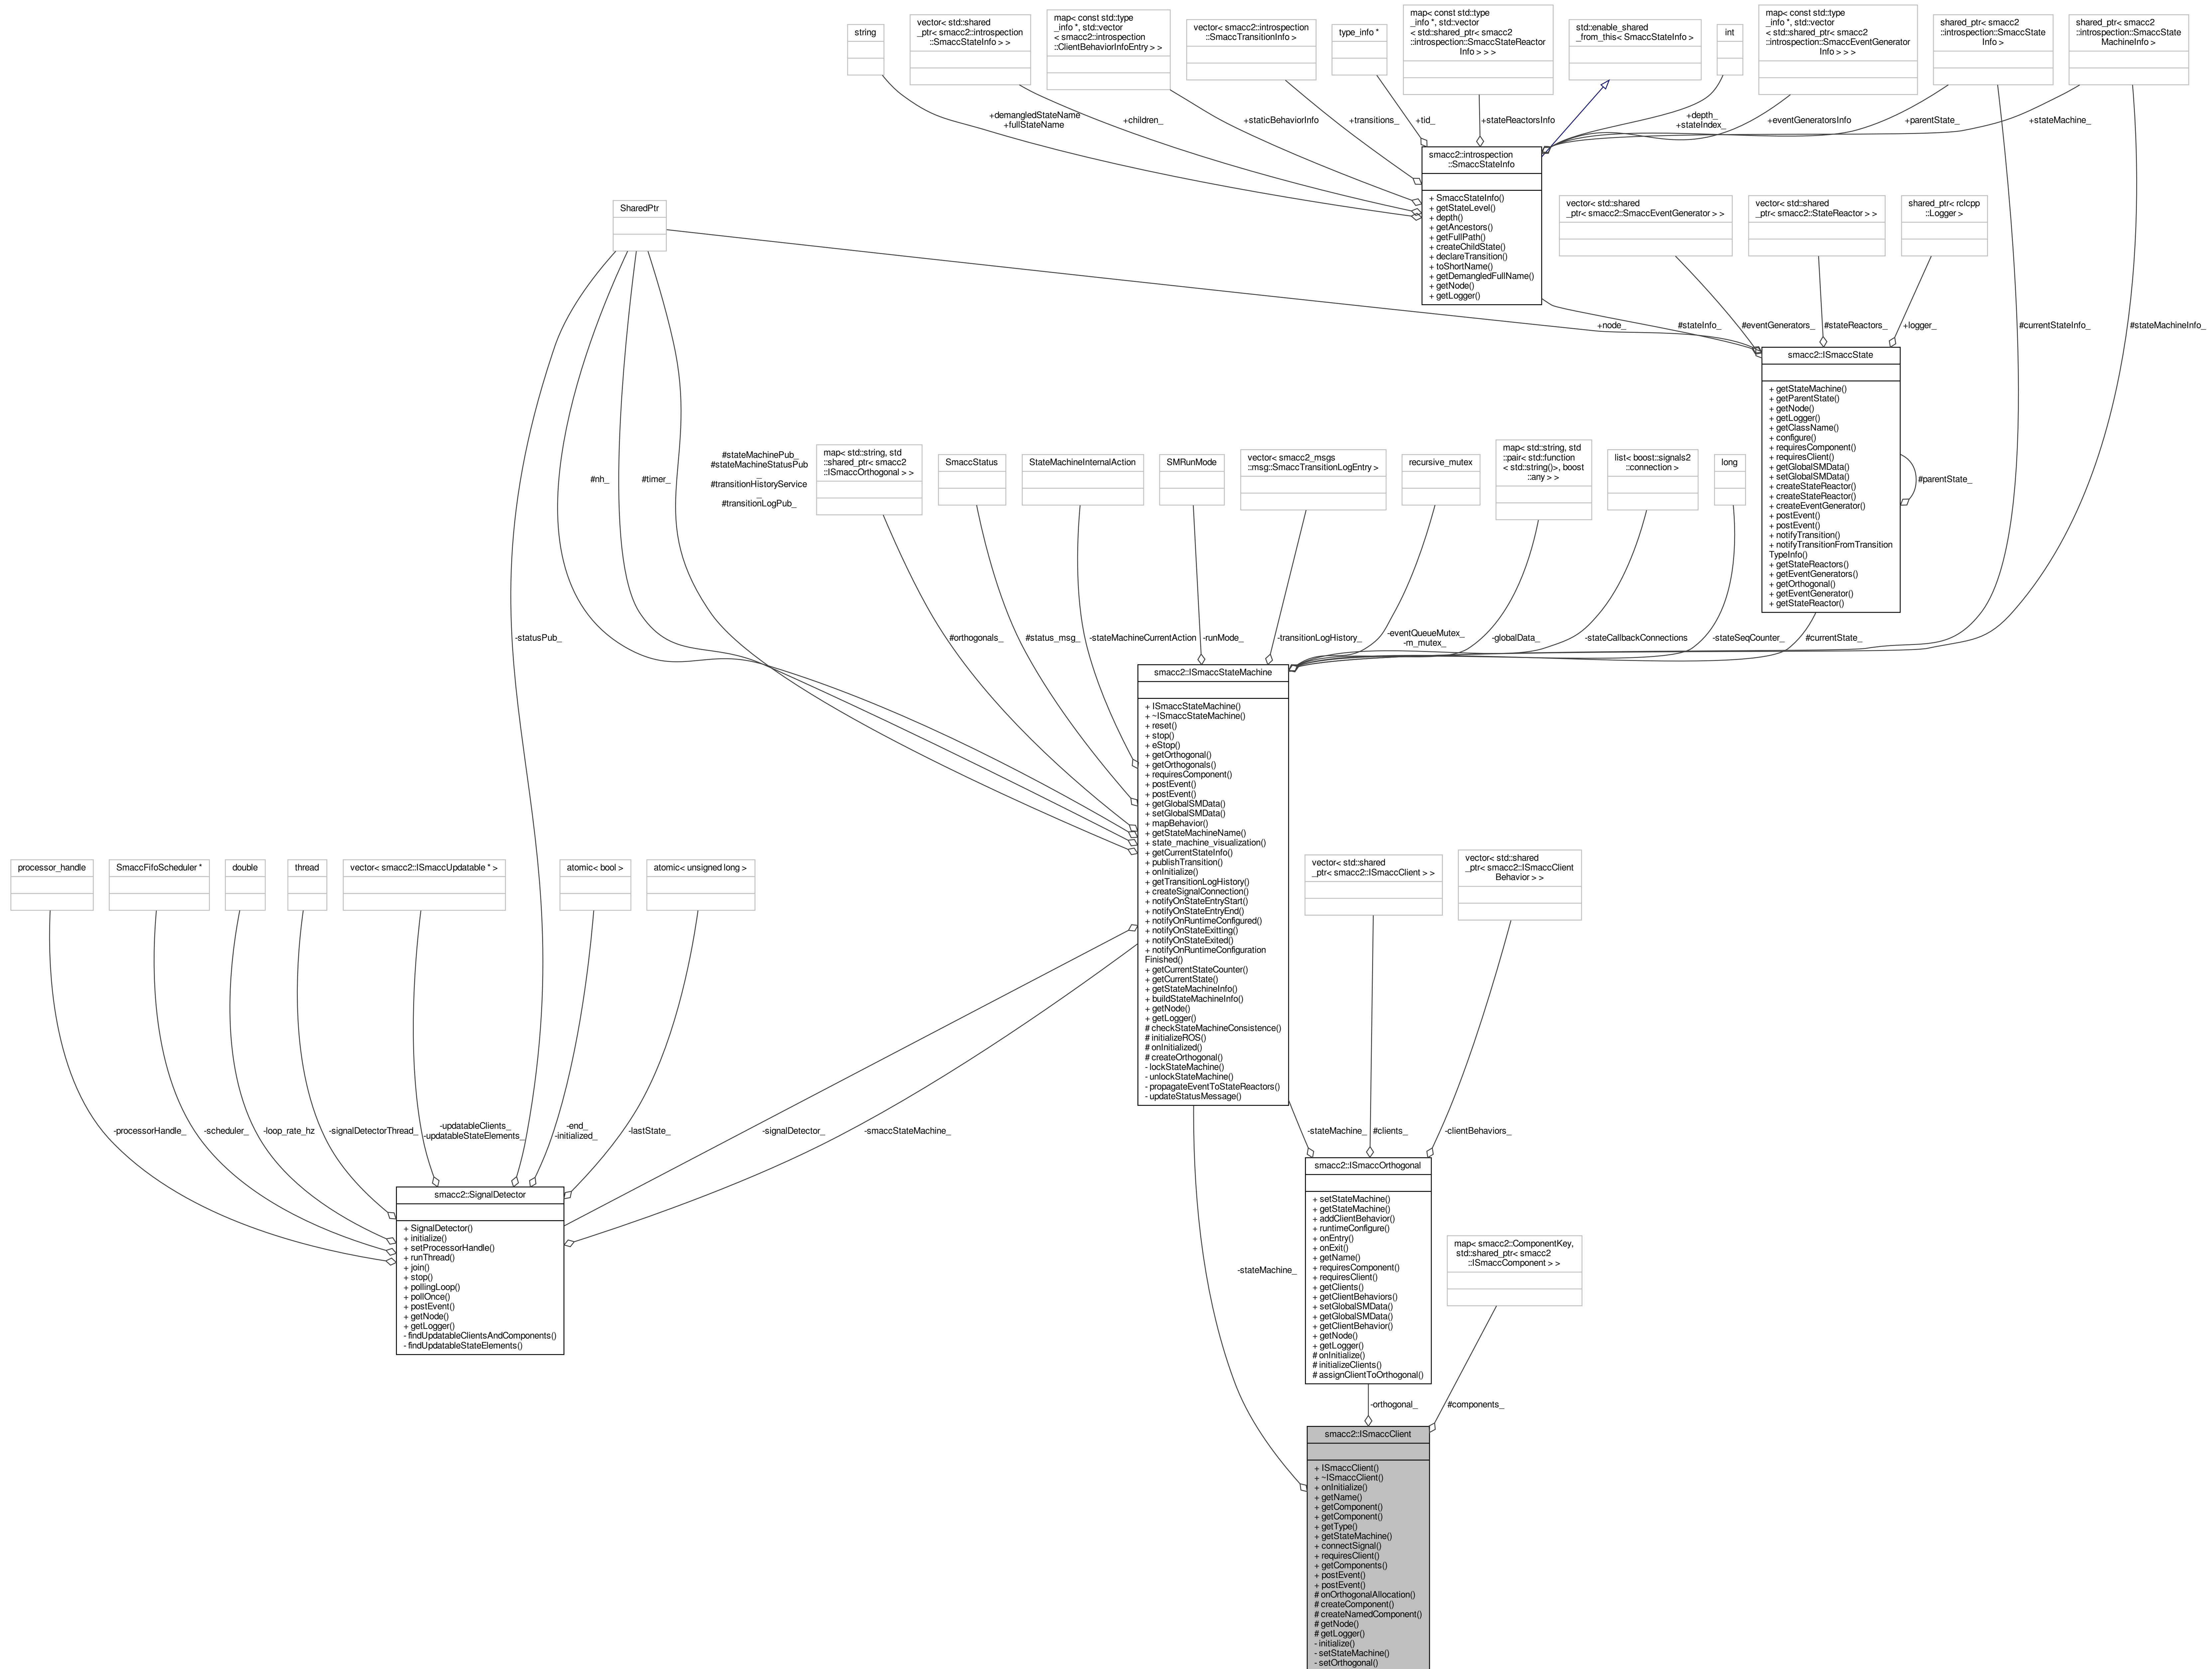 string
vector< std::shared
_ptr< smacc2::introspection
::SmaccStateInfo > >
map< const std::type
_info *, std::vector
< smacc2::introspection
::ClientBehaviorInfoEntry > >
vector< smacc2::introspection
::SmaccTransitionInfo >
type_info *
map< const std::type
_info *, std::vector
< std::shared_ptr< smacc2
::introspection::SmaccStateReactor
Info > > >
std::enable_shared
_from_this< SmaccStateInfo >
int
map< const std::type
_info *, std::vector
< std::shared_ptr< smacc2
::introspection::SmaccEventGenerator
Info > > >
shared_ptr< smacc2
::introspection::SmaccState
Info >
shared_ptr< smacc2
::introspection::SmaccState
MachineInfo >
+demangledStateName
+fullStateName
+children_
+staticBehaviorInfo
+transitions_
+tid_
+stateReactorsInfo
+depth_
+stateIndex_
+eventGeneratorsInfo
+parentState_
+stateMachine_
smacc2::introspection
::SmaccStateInfo
+ SmaccStateInfo()
+ getStateLevel()
+ depth()
+ getAncestors()
+ getFullPath()
+ createChildState()
+ declareTransition()
+ toShortName()
+ getDemangledFullName()
+ getNode()
+ getLogger()
SharedPtr
vector< std::shared
_ptr< smacc2::SmaccEventGenerator > >
vector< std::shared
_ptr< smacc2::StateReactor > >
shared_ptr< rclcpp
::Logger >
+node_
#stateInfo_
#eventGenerators_
#stateReactors_
+logger_
#currentStateInfo_
#stateMachineInfo_
smacc2::ISmaccState
+ getStateMachine()
+ getParentState()
+ getNode()
+ getLogger()
+ getClassName()
+ configure()
+ requiresComponent()
+ requiresClient()
+ getGlobalSMData()
+ setGlobalSMData()
+ createStateReactor()
+ createStateReactor()
+ createEventGenerator()
+ postEvent()
+ postEvent()
+ notifyTransition()
+ notifyTransitionFromTransition
TypeInfo()
+ getStateReactors()
+ getEventGenerators()
+ getOrthogonal()
+ getEventGenerator()
+ getStateReactor()
#parentState_
#nh_
#timer_
#stateMachinePub_
#stateMachineStatusPub
_
#transitionHistoryService
_
#transitionLogPub_
map< std::string, std
::shared_ptr< smacc2
::ISmaccOrthogonal > >
SmaccStatus
StateMachineInternalAction
SMRunMode
vector< smacc2_msgs
::msg::SmaccTransitionLogEntry >
recursive_mutex
map< std::string, std
::pair< std::function
< std::string()>, boost
::any > >
list< boost::signals2
::connection >
long
-statusPub_
#orthogonals_
#status_msg_
-stateMachineCurrentAction
-runMode_
-transitionLogHistory_
-eventQueueMutex_
-m_mutex_
-globalData_
-stateCallbackConnections
-stateSeqCounter_
#currentState_
smacc2::ISmaccStateMachine
+ ISmaccStateMachine()
+ ~ISmaccStateMachine()
+ reset()
+ stop()
+ eStop()
+ getOrthogonal()
+ getOrthogonals()
+ requiresComponent()
+ postEvent()
+ postEvent()
+ getGlobalSMData()
+ setGlobalSMData()
+ mapBehavior()
+ getStateMachineName()
+ state_machine_visualization()
+ getCurrentStateInfo()
+ publishTransition()
+ onInitialize()
+ getTransitionLogHistory()
+ createSignalConnection()
+ notifyOnStateEntryStart()
+ notifyOnStateEntryEnd()
+ notifyOnRuntimeConfigured()
+ notifyOnStateExitting()
+ notifyOnStateExited()
+ notifyOnRuntimeConfiguration
Finished()
+ getCurrentStateCounter()
+ getCurrentState()
+ getStateMachineInfo()
+ buildStateMachineInfo()
+ getNode()
+ getLogger()
# checkStateMachineConsistence()
# initializeROS()
# onInitialized()
# createOrthogonal()
- lockStateMachine()
- unlockStateMachine()
- propagateEventToStateReactors()
- updateStatusMessage()
processor_handle
SmaccFifoScheduler *
double
thread
vector< smacc2::ISmaccUpdatable * >
atomic< bool >
atomic< unsigned long >
vector< std::shared
_ptr< smacc2::ISmaccClient > >
vector< std::shared
_ptr< smacc2::ISmaccClient
Behavior > >
-processorHandle_
-scheduler_
-loop_rate_hz
-signalDetectorThread_
-updatableClients_
-updatableStateElements_
-end_
-initialized_
-lastState_
-signalDetector_
-smaccStateMachine_
-stateMachine_
#clients_
-clientBehaviors_
smacc2::SignalDetector
+ SignalDetector()
+ initialize()
+ setProcessorHandle()
+ runThread()
+ join()
+ stop()
+ pollingLoop()
+ pollOnce()
+ postEvent()
+ getNode()
+ getLogger()
- findUpdatableClientsAndComponents()
- findUpdatableStateElements()
smacc2::ISmaccOrthogonal
+ setStateMachine()
+ getStateMachine()
+ addClientBehavior()
+ runtimeConfigure()
+ onEntry()
+ onExit()
+ getName()
+ requiresComponent()
+ requiresClient()
+ getClients()
+ getClientBehaviors()
+ setGlobalSMData()
+ getGlobalSMData()
+ getClientBehavior()
+ getNode()
+ getLogger()
# onInitialize()
# initializeClients()
# assignClientToOrthogonal()
map< smacc2::ComponentKey,
std::shared_ptr< smacc2
::ISmaccComponent > >
-stateMachine_
-orthogonal_
#components_
smacc2::ISmaccClient
+ ISmaccClient()
+ ~ISmaccClient()
+ onInitialize()
+ getName()
+ getComponent()
+ getComponent()
+ getType()
+ getStateMachine()
+ connectSignal()
+ requiresClient()
+ getComponents()
+ postEvent()
+ postEvent()
# onOrthogonalAllocation()
# createComponent()
# createNamedComponent()
# getNode()
# getLogger()
- initialize()
- setStateMachine()
- setOrthogonal()